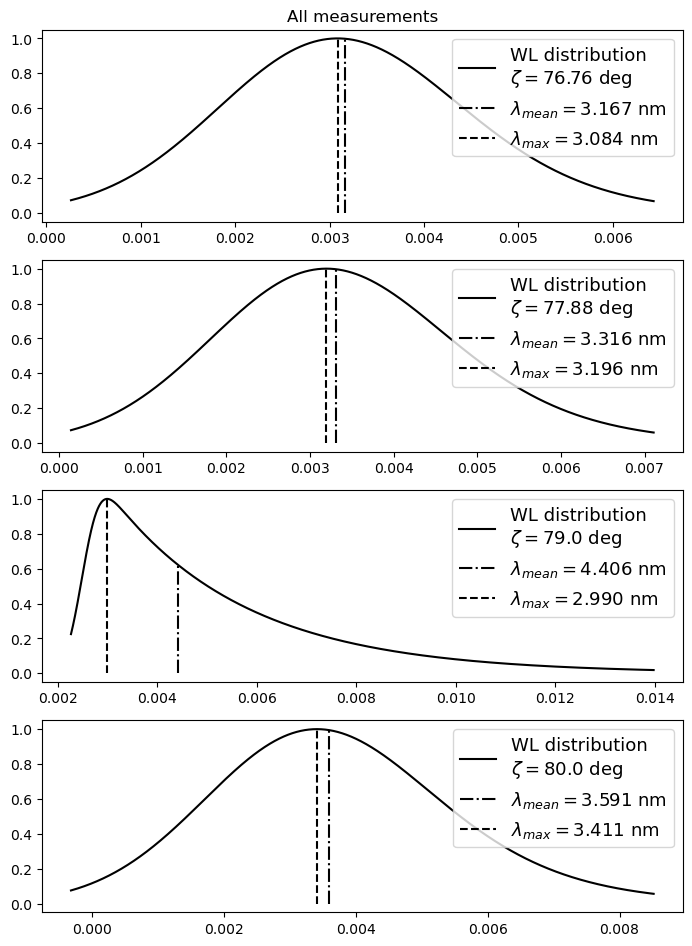 All measurements
1.0
0.8
0.6
0.4
0.2
0.0
WL distribution
ζ = 76.76 deg
λmean = 3.167 nm
λmax = 3.084 nm
0.000 0.001 0.002 0.003 0.004 0.005 0.006
1.0
0.8
0.6
0.4
0.2
0.0
WL distribution
ζ = 77.88 deg
λmean = 3.316 nm
λmax = 3.196 nm
0.000 0.001 0.002 0.003 0.004 0.005 0.006 0.007
1.0
0.8
0.6
0.4
0.2
0.0
WL distribution
ζ = 79.0 deg
λmean = 4.406 nm
λmax = 2.990 nm
0.002 0.004 0.006 0.008 0.010 0.012 0.014
1.0
0.8
0.6
0.4
0.2
0.0
WL distribution
ζ = 80.0 deg
λmean = 3.591 nm
λmax = 3.411 nm
0.000 0.002 0.004 0.006 0.008